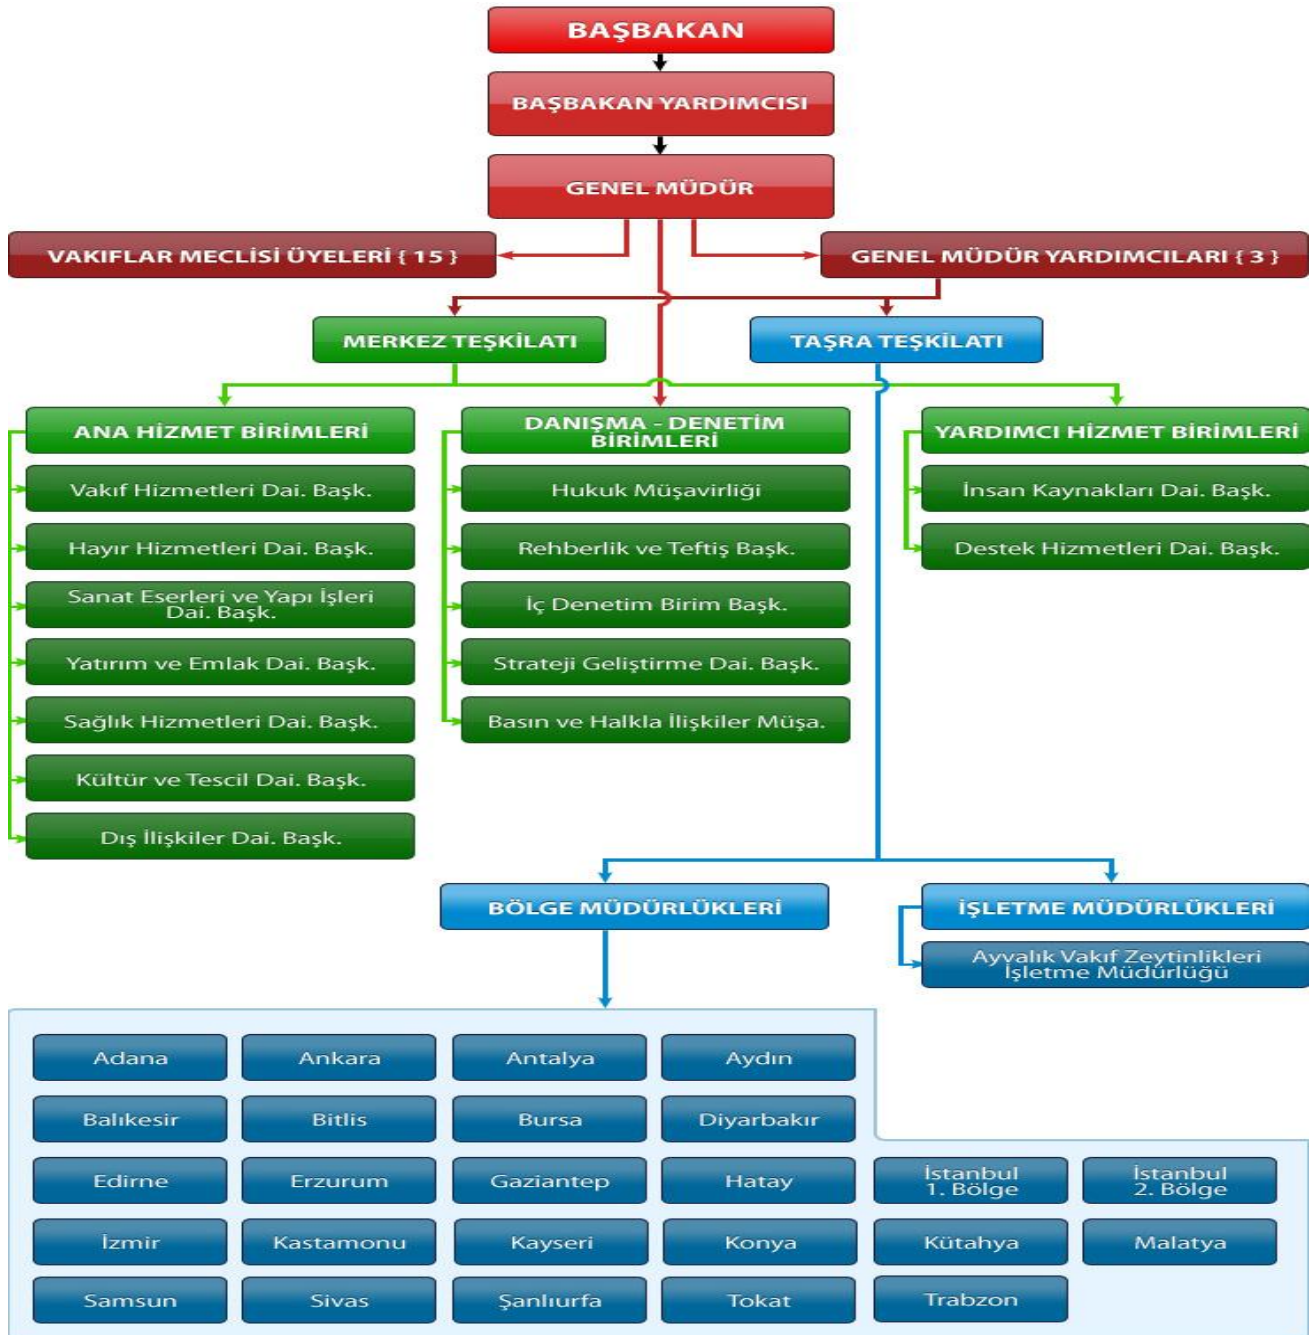 BAŞBAKAN
BAŞBAKAN YARDIMCISI
GENEL MÜDÜR
VAKIFLAR MECLİSİ ÜYELERİ { 15 }
GENEL MÜDÜR YARDIMCILARI { 3 }
MERKEZ TEŞKİLATI
TAŞRA TEŞKİLATI
ANA HİZMET BİRİMLERİ
Vakıf Hizmetleri Dai. Başk.
Hayır Hizmetleri Dai. Başk.
Sanat Eserleri ve Yapı İşleri
Dai. Başk.
Yatırım ve Emlak Dai. Başk.
Sağlık Hizmetleri Dai. Başk.
Kültür ve Tescil Dai. Başk.
Dış İlişkiler Dai. Başk.
DANIŞMA - DENETİM
BİRİMLERİ
Hukuk Müşavirliği
Rehberlik ve Teftiş Başk.
İç Denetim Birim Başk.
Strateji Geliştirme Dai. Başk.
Basın ve Halkla İlişkiler Müşa.
YARDIMCI HİZMET BİRİMLERİ
İnsan Kaynakları Dai. Başk.
Destek Hizmetleri Dai. Başk.
BÖLGE MÜDÜRLÜKLERİ
İŞLETME MÜDÜRLÜKLERİ
Ayvalık Vakıf Zeytinlikleri
İşletme Müdürlüğü
Adana
Ankara
Antalya
Aydın
Balıkesir
Bitlis
Bursa
Diyarbakır
Edirne
Erzurum
Gaziantep
Hatay
İstanbul
1. Bölge
İstanbul
2. Bölge
İzmir
Kastamonu
Kayseri
Konya
Kütahya
Malatya
Samsun
Sivas
Şanlıurfa
Tokat
Trabzon